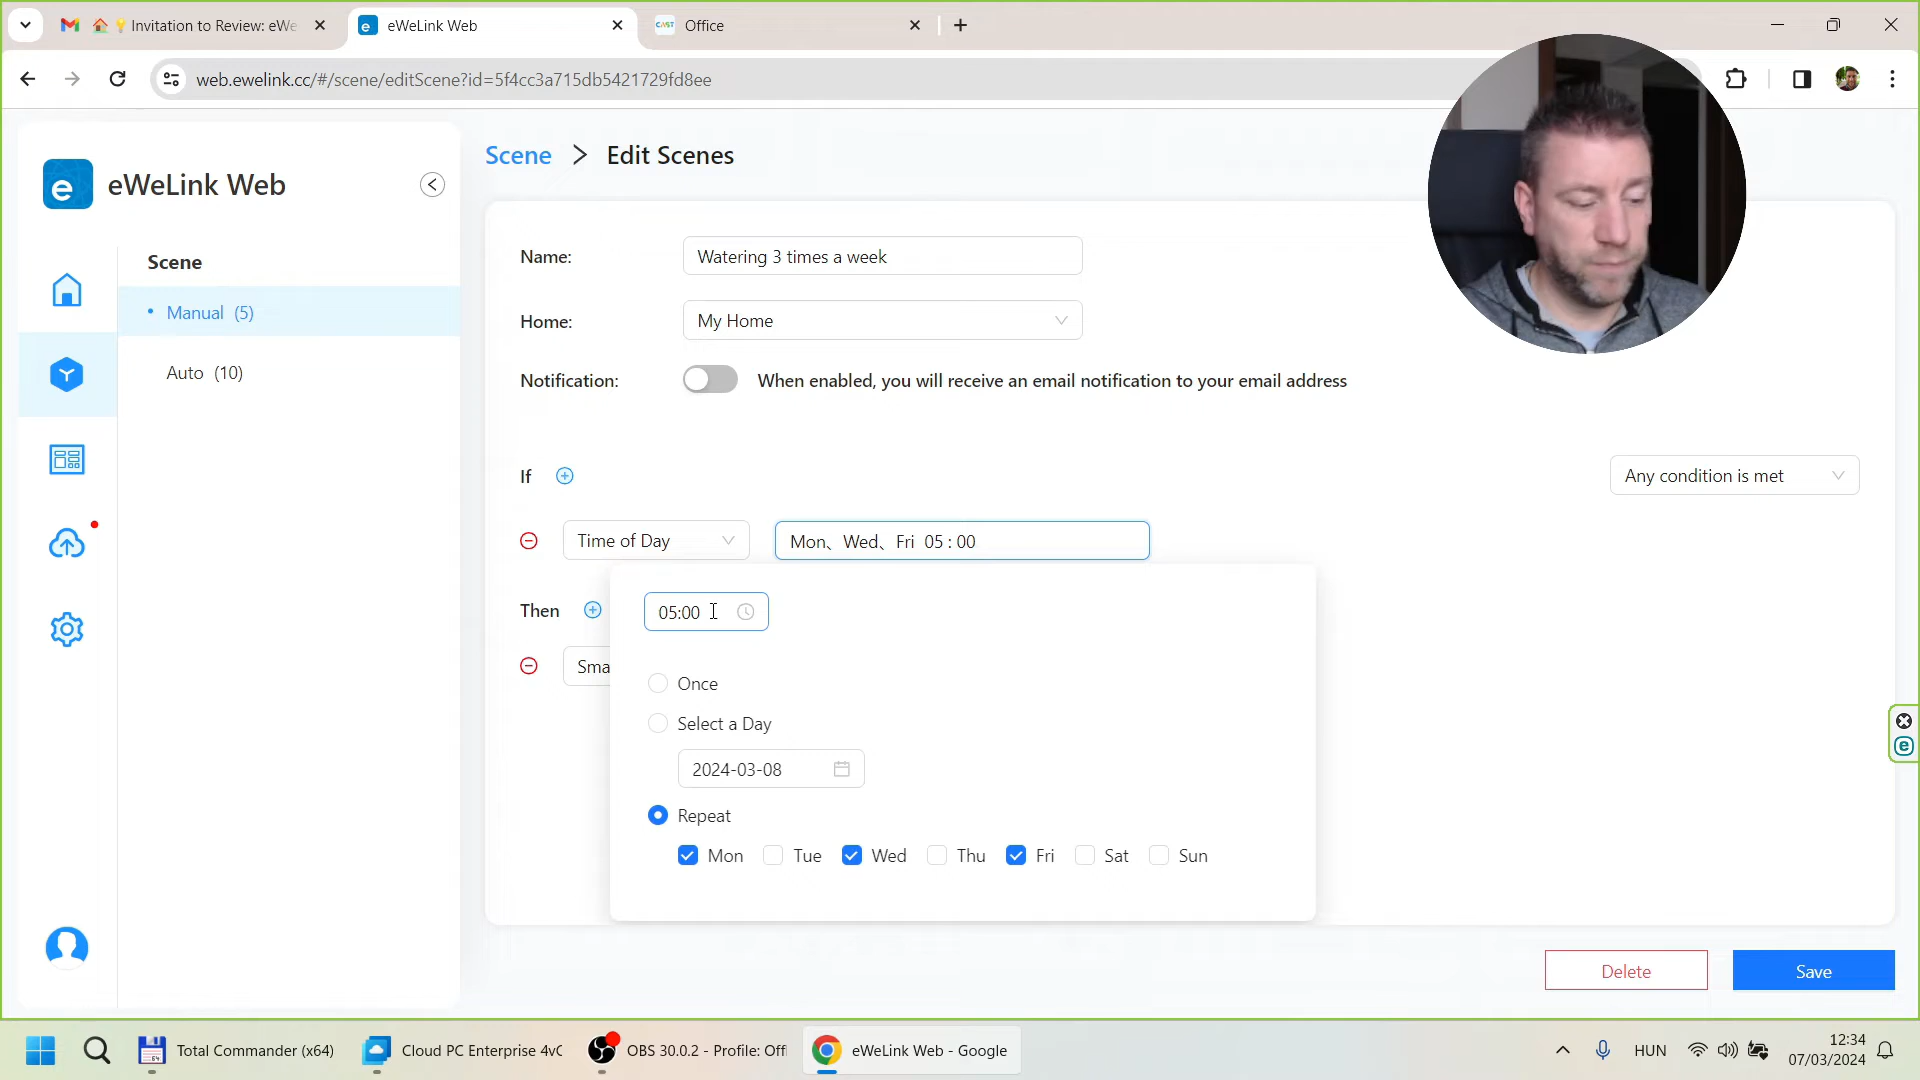 Invitation to Review: eWe
eWeLink Web
Office
web.ewelink.cc/#/scene/editScene?id=5f4cc3a715db5421729fd8ee
eWeLink Web
Scene > Edit Scenes
Scene
Manual (5)
Auto (10)
Name:
Watering 3 times a week
Home:
My Home
Notification:
When enabled, you will receive an email notification to your email address
If
Any condition is met
Time of Day
Mon、Wed、Fri 05 : 00
Then
05:00
Sma
Once
Select a Day
2024-03-08
Repeat
Mon
Tue
Wed
Thu
Fri
Sat
Sun
Delete
Save
Total Commander (x64)
Cloud PC Enterprise 4vC
OBS 30.0.2 - Profile: Offi
eWeLink Web - Google
HUN
12:34
07/03/2024